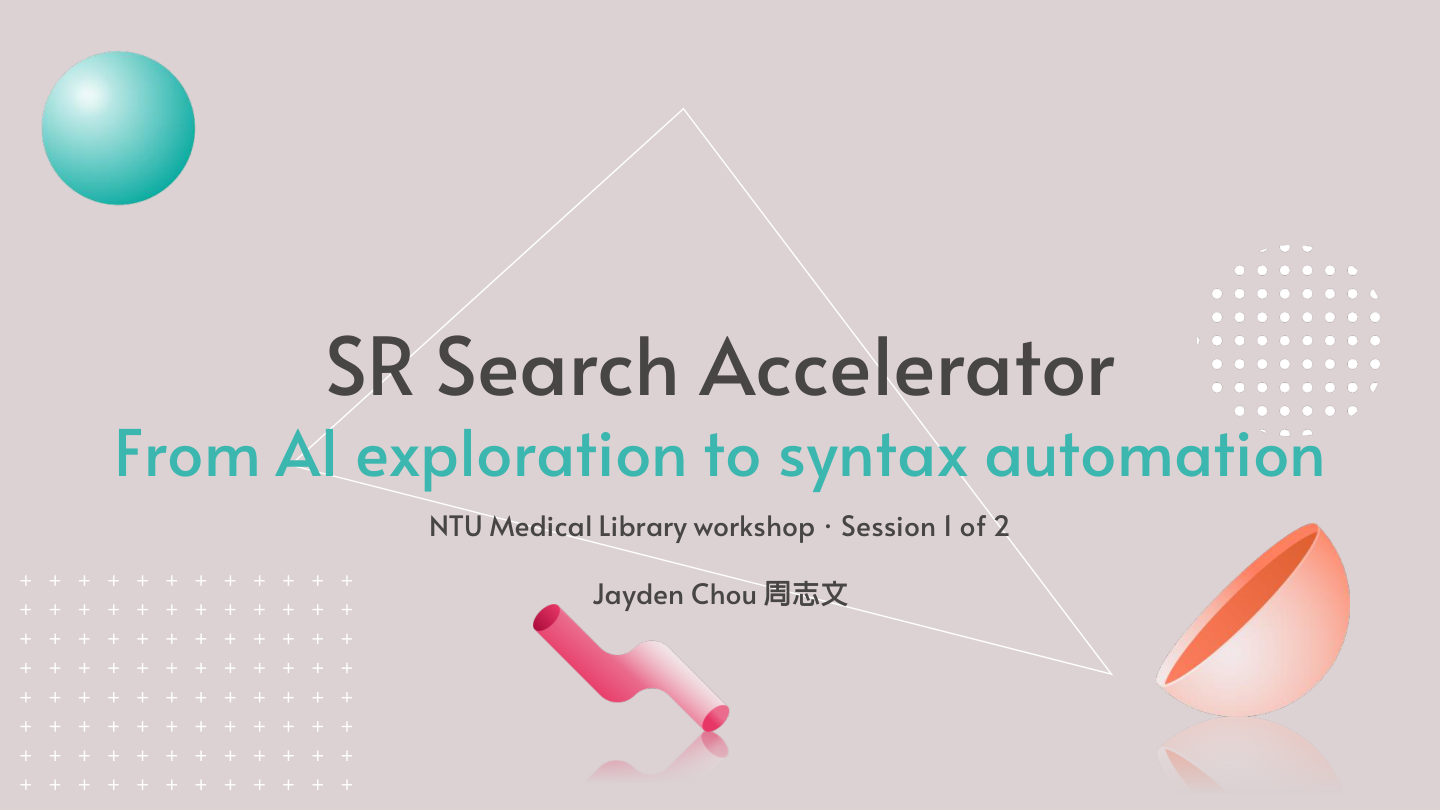 SR Search Accelerator
From AI exploration to syntax automation
NTU Medical Library workshop · Session 1 of 2
Jayden Chou 周志文